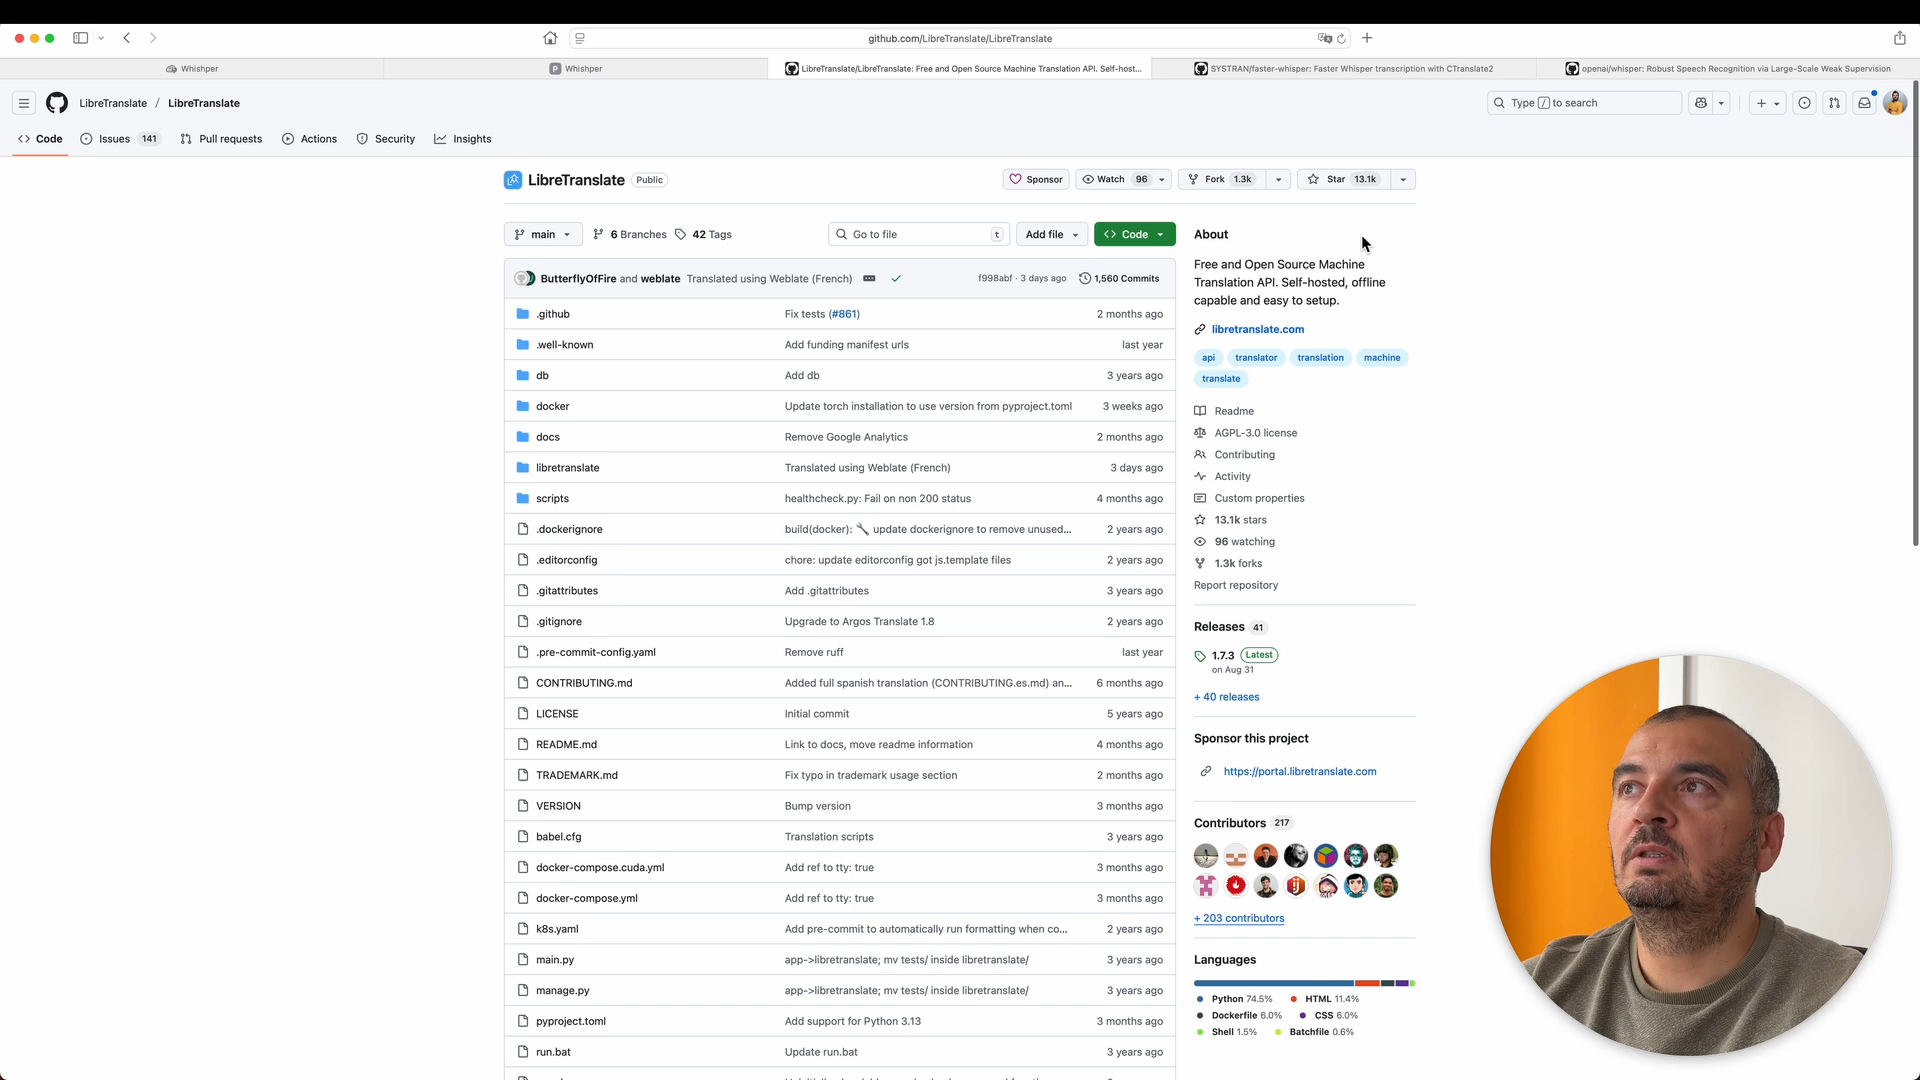 github.com/LibreTranslate/LibreTranslate
Whishper
Whishper
LibreTranslate/LibreTranslate: Free and Open Source Machine Translation API. Self-host...
SYSTRAN/faster-whisper: Faster Whisper transcription with CTranslate2
openai/whisper: Robust Speech Recognition via Large-Scale Weak Supervision
LibreTranslate / LibreTranslate
Type / to search
Code
Issues 141
Pull requests
Actions
Security
Insights
LibreTranslate Public
Sponsor
Watch 96
Fork 1.3k
Star 13.1k
main
6 Branches
42 Tags
Go to file t
Add file
Code
ButterflyOfFire and weblate Translated using Weblate (French) f998abf · 3 days ago 1,560 Commits
.github Fix tests (#861) 2 months ago
.well-known Add funding manifest urls last year
db Add db 3 years ago
docker Update torch installation to use version from pyproject.toml 3 weeks ago
docs Remove Google Analytics 2 months ago
libretranslate Translated using Weblate (French) 3 days ago
scripts healthcheck.py: Fail on non 200 status 4 months ago
.dockerignore build(docker): 🔧 update dockerignore to remove unused... 2 years ago
.editorconfig chore: update editorconfig got js.template files 2 years ago
.gitattributes Add .gitattributes 3 years ago
.gitignore Upgrade to Argos Translate 1.8 2 years ago
.pre-commit-config.yaml Remove ruff last year
CONTRIBUTING.md Added full spanish translation (CONTRIBUTING.es.md) an... 6 months ago
LICENSE Initial commit 5 years ago
README.md Link to docs, move readme information 4 months ago
TRADEMARK.md Fix typo in trademark usage section 2 months ago
VERSION Bump version 3 months ago
babel.cfg Translation scripts 3 years ago
docker-compose.cuda.yml Add ref to tty: true 3 months ago
docker-compose.yml Add ref to tty: true 3 months ago
k8s.yaml Add pre-commit to automatically run formatting when co... 2 years ago
main.py app->libretranslate; mv tests/ inside libretranslate/ 3 years ago
manage.py app->libretranslate; mv tests/ inside libretranslate/ 3 years ago
pyproject.toml Add support for Python 3.13 3 months ago
run.bat Update run.bat 3 years ago
About
Free and Open Source Machine
Translation API. Self-hosted, offline
capable and easy to setup.
libretranslate.com
api translator translation machine
translate
Readme
AGPL-3.0 license
Contributing
Activity
Custom properties
13.1k stars
96 watching
1.3k forks
Report repository
Releases 41
1.7.3 Latest
on Aug 31
+ 40 releases
Sponsor this project
https://portal.libretranslate.com
Contributors 217
+ 203 contributors
Languages
Python 74.5% HTML 11.4%
Dockerfile 6.0% CSS 6.0%
Shell 1.5% Batchfile 0.6%